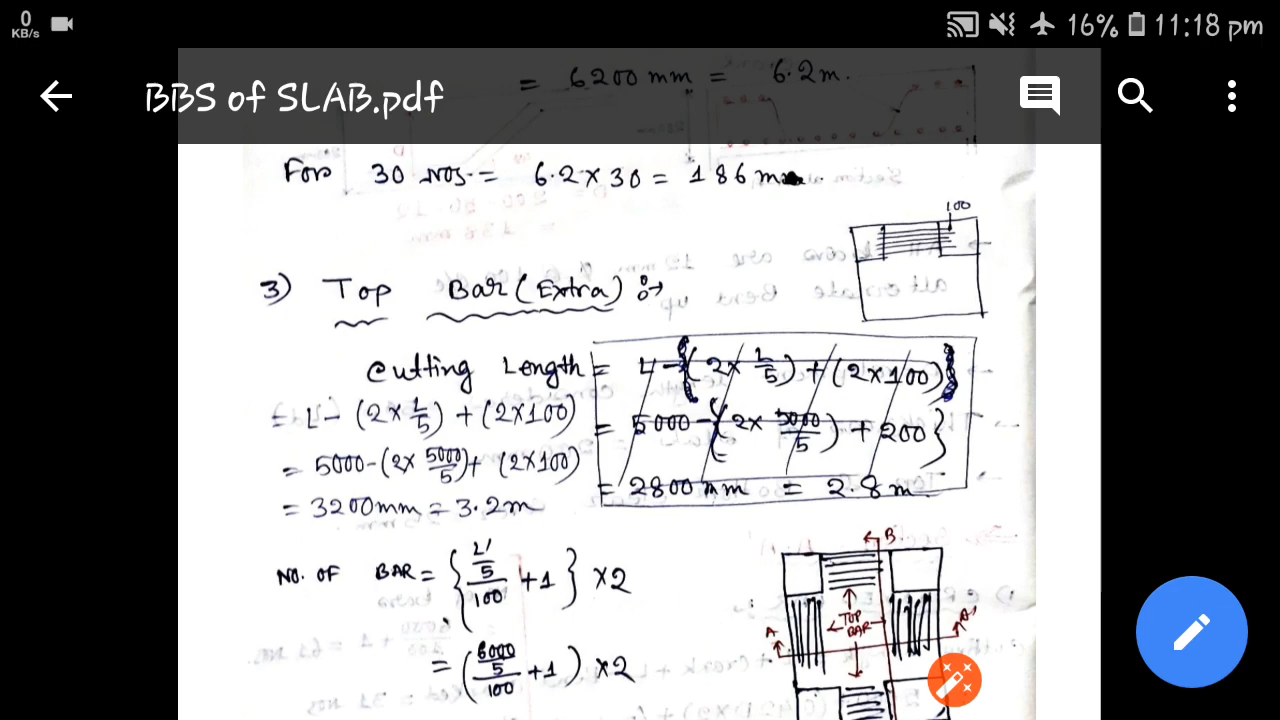 0
KB/s
16% 11:18 pm
BBS of SLAB.pdf
= 6200 mm = 6.2 m.
For 30 Nos. = 6.2 × 30 = 186 m
100
3) Top Bar (Extra) :→
Cutting Length = L - { (2 × L/5) + (2 × 100) }
= 5000 - { 2 × 5000/5 ) + 200 }
= 2800 mm = 2.8 m
= L - (2 × L/5) + (2 × 100)
= 5000 - (2 × 5000/5) + (2 × 100)
= 3200 mm = 3.2 m
NO. OF BAR = { L'/5/100 + 1 } × 2
= ( 6000/5/100 + 1 ) × 2
B
TOP
BAR
A
A'